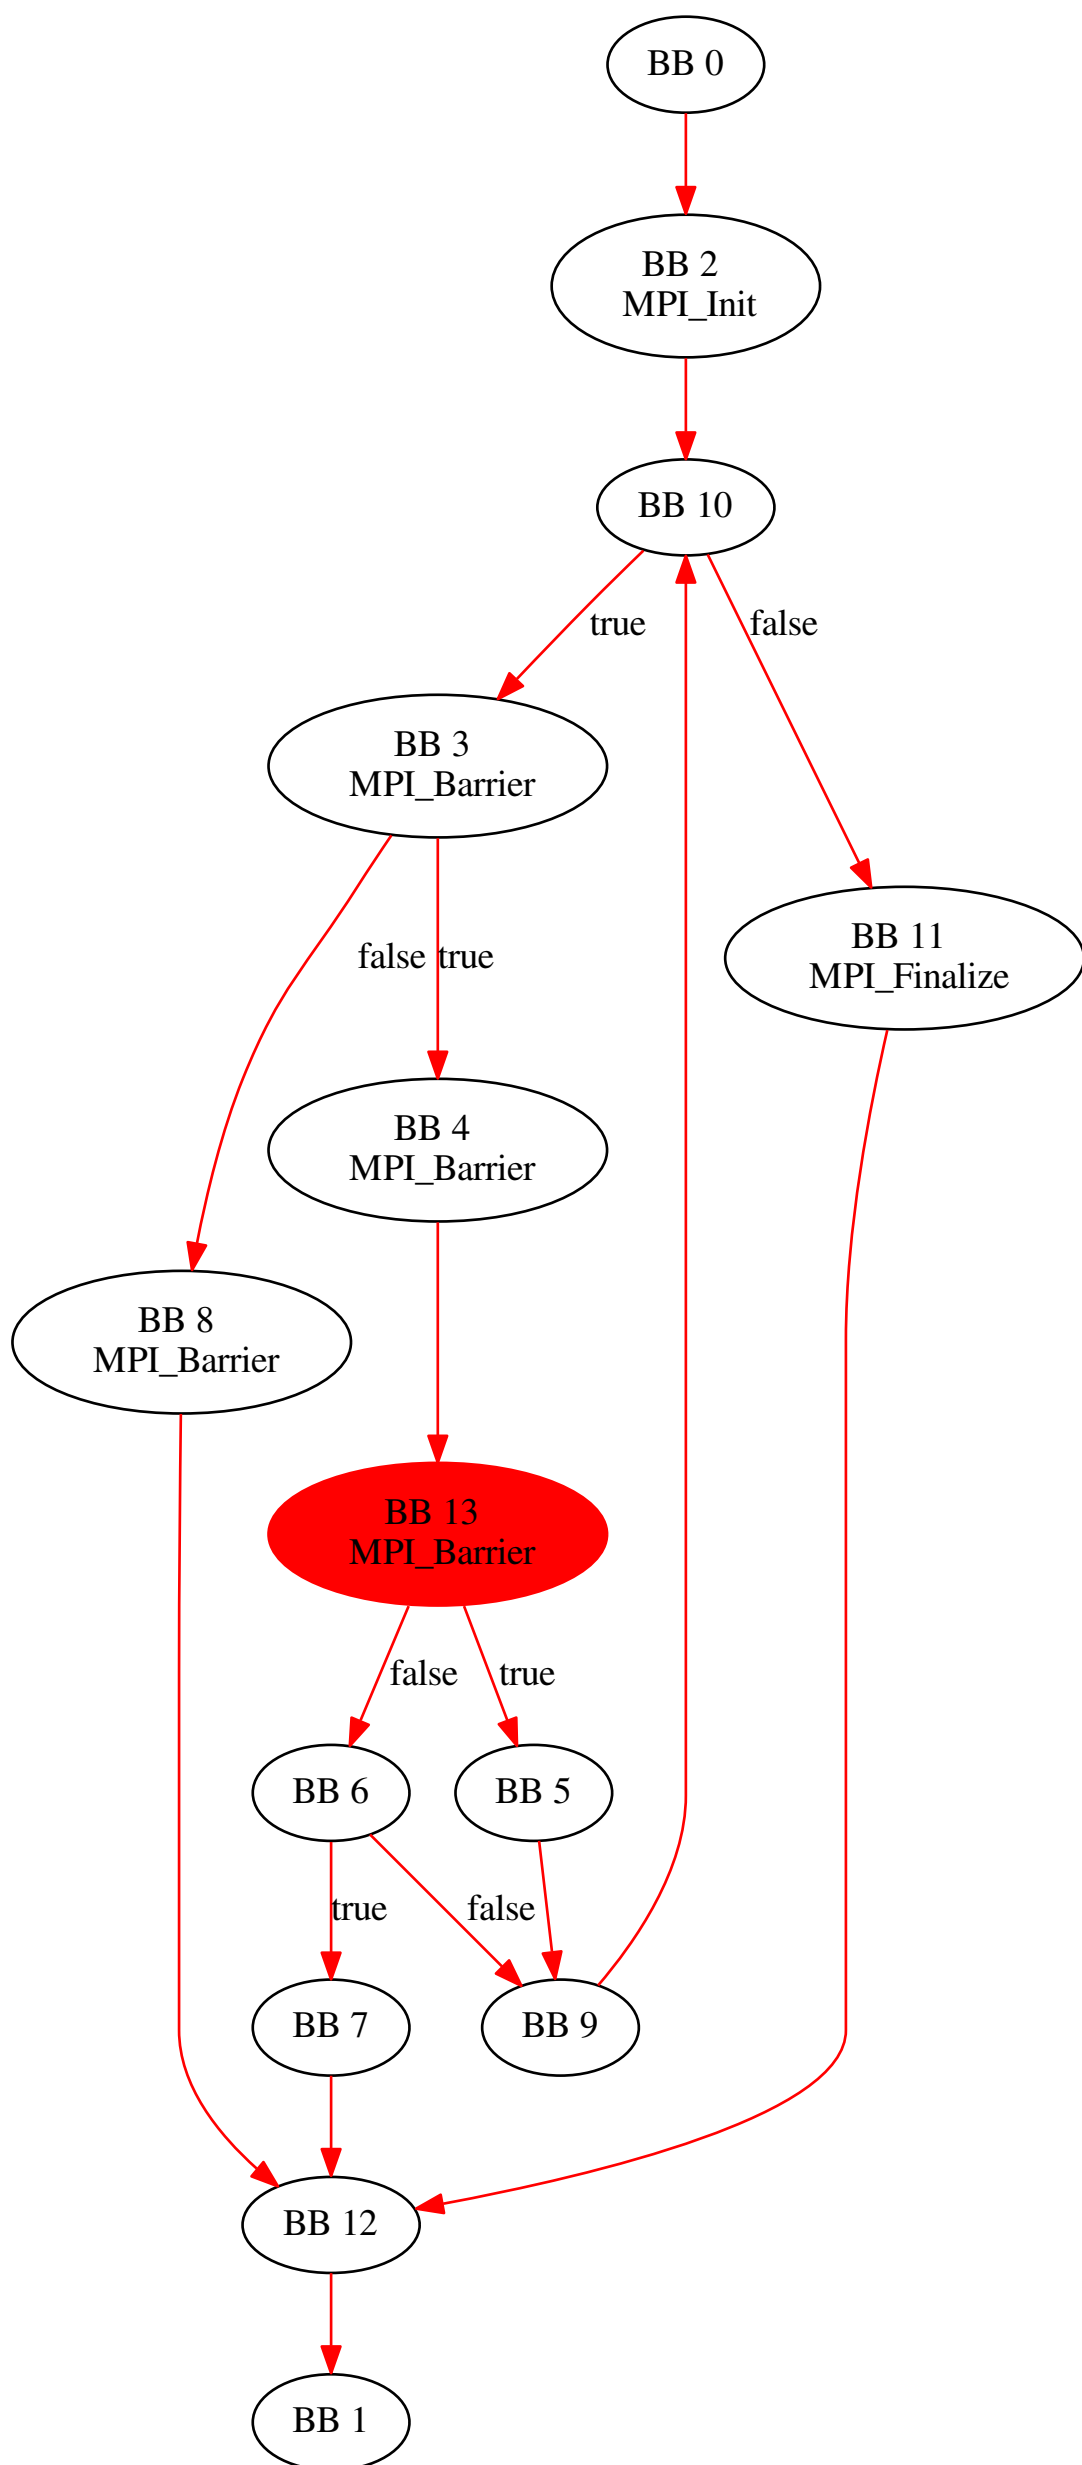 BB 0
BB 2
MPI_Init
BB 10
true
false
BB 3
MPI_Barrier
BB 11
MPI_Finalize
false
true
BB 4
MPI_Barrier
BB 8
MPI_Barrier
BB 13
MPI_Barrier
false
true
BB 6
BB 5
true
false
BB 7
BB 9
BB 12
BB 1